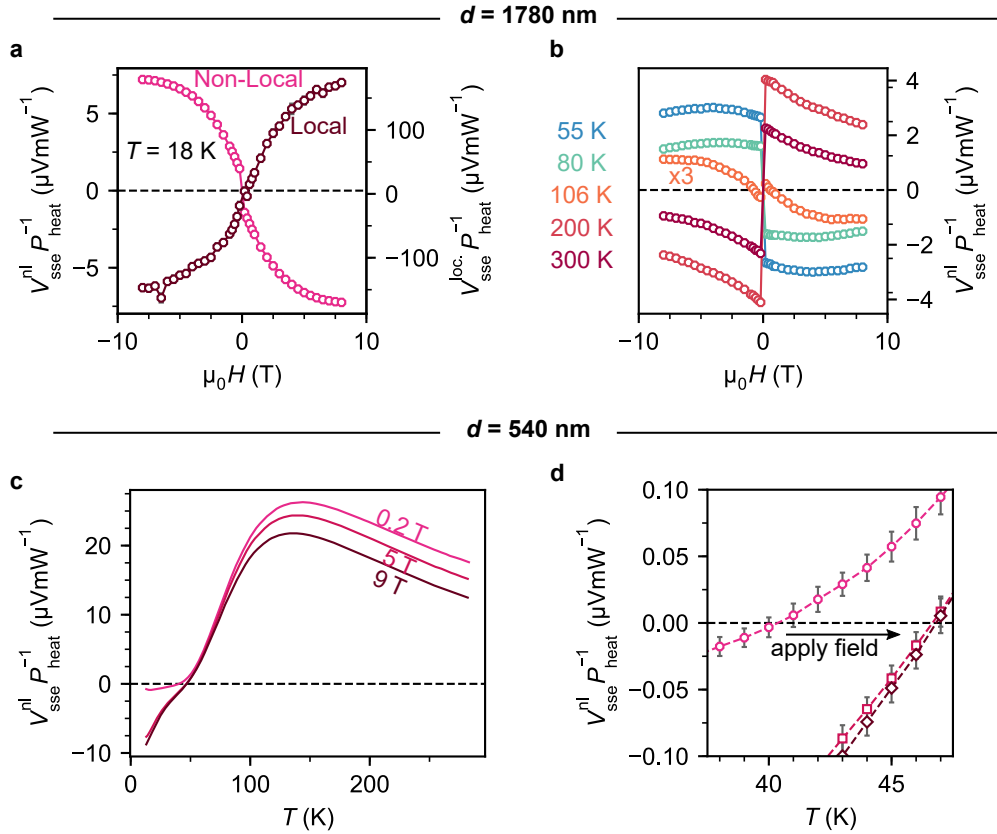 d = 1780 nm
a
b
Non-Local
Local
T = 18 K
5
0
−5
100
0
−100
−10
0
10
V^nl_sse P^−1_heat (µVmW^−1)
V^loc._sse P^−1_heat (µVmW^−1)
µ₀H (T)
55 K
80 K
106 K
200 K
300 K
x3
4
2
0
−2
−4
−10
0
10
V^nl_sse P^−1_heat (µVmW^−1)
µ₀H (T)
d = 540 nm
c
d
0.2 T
5 T
9 T
20
10
0
−10
0
100
200
V^nl_sse P^−1_heat (µVmW^−1)
T (K)
0.10
0.05
0.00
−0.05
−0.10
apply field
40
45
V^nl_sse P^−1_heat (µVmW^−1)
T (K)